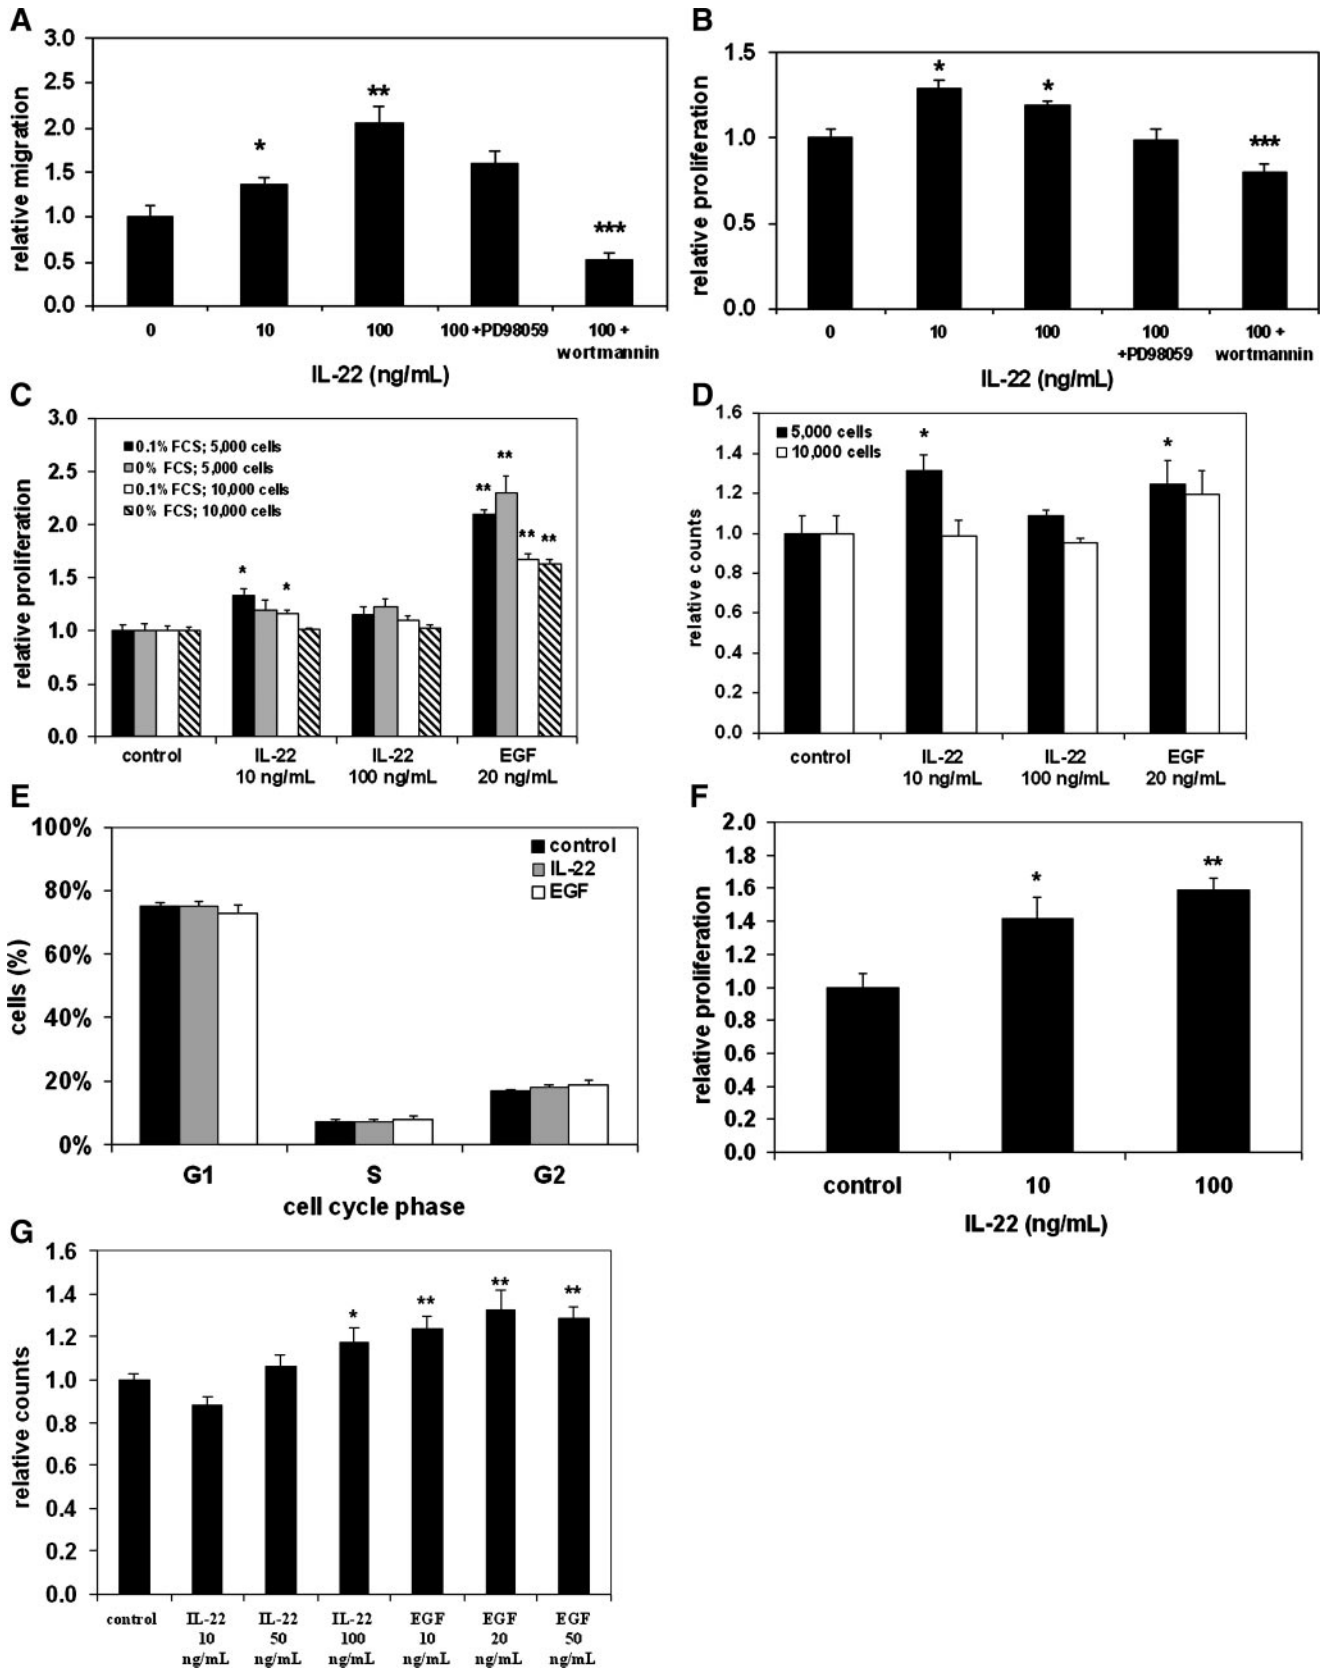 A
3.0
2.5
2.0
1.5
1.0
0.5
0.0
relative migration
*
**
***
0
10
100
100 +PD98059
100 +
wortmannin
IL-22 (ng/mL)
B
1.5
1.0
0.5
0.0
relative proliferation
*
*
***
0
10
100
100
+PD98059
100 +
wortmannin
IL-22 (ng/mL)
C
3.0
2.5
2.0
1.5
1.0
0.5
0.0
relative proliferation
0.1% FCS; 5,000 cells
0% FCS; 5,000 cells
0.1% FCS; 10,000 cells
0% FCS; 10,000 cells
*
*
**
**
**
**
control
IL-22
10 ng/mL
IL-22
100 ng/mL
EGF
20 ng/mL
D
1.6
1.4
1.2
1.0
0.8
0.6
0.4
0.2
0.0
relative counts
5,000 cells
10,000 cells
*
*
control
IL-22
10 ng/mL
IL-22
100 ng/mL
EGF
20 ng/mL
E
100%
80%
60%
40%
20%
0%
cells (%)
control
IL-22
EGF
G1
S
G2
cell cycle phase
F
2.0
1.8
1.6
1.4
1.2
1.0
0.8
0.6
0.4
0.2
0.0
relative proliferation
*
**
control
10
100
IL-22 (ng/mL)
G
1.6
1.4
1.2
1.0
0.8
0.6
0.4
0.2
0.0
relative counts
*
**
**
**
control
IL-22
10
ng/mL
IL-22
50
ng/mL
IL-22
100
ng/mL
EGF
10
ng/mL
EGF
20
ng/mL
EGF
50
ng/mL